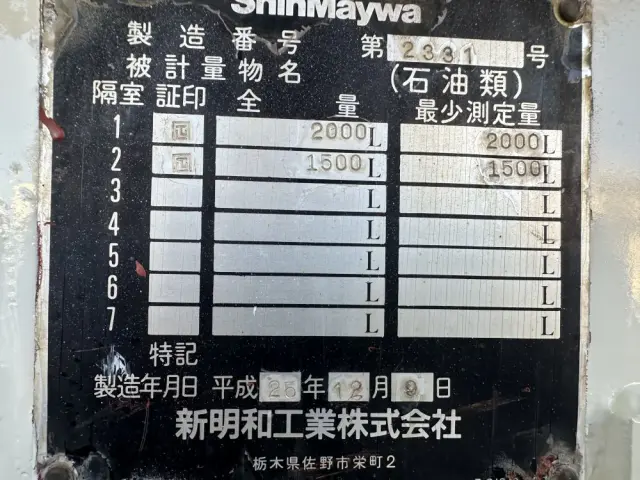 ShinMaywa
製造番号 第2331号
被計量物名 (石油類)
隔室 証印 全量 最少測定量
1 2000L 2000L
2 1500L 1500L
3 L L
4 L L
5 L L
6 L L
7 L L
特記
製造年月日 平成25年12月9日
新明和工業株式会社
栃木県佐野市栄町2